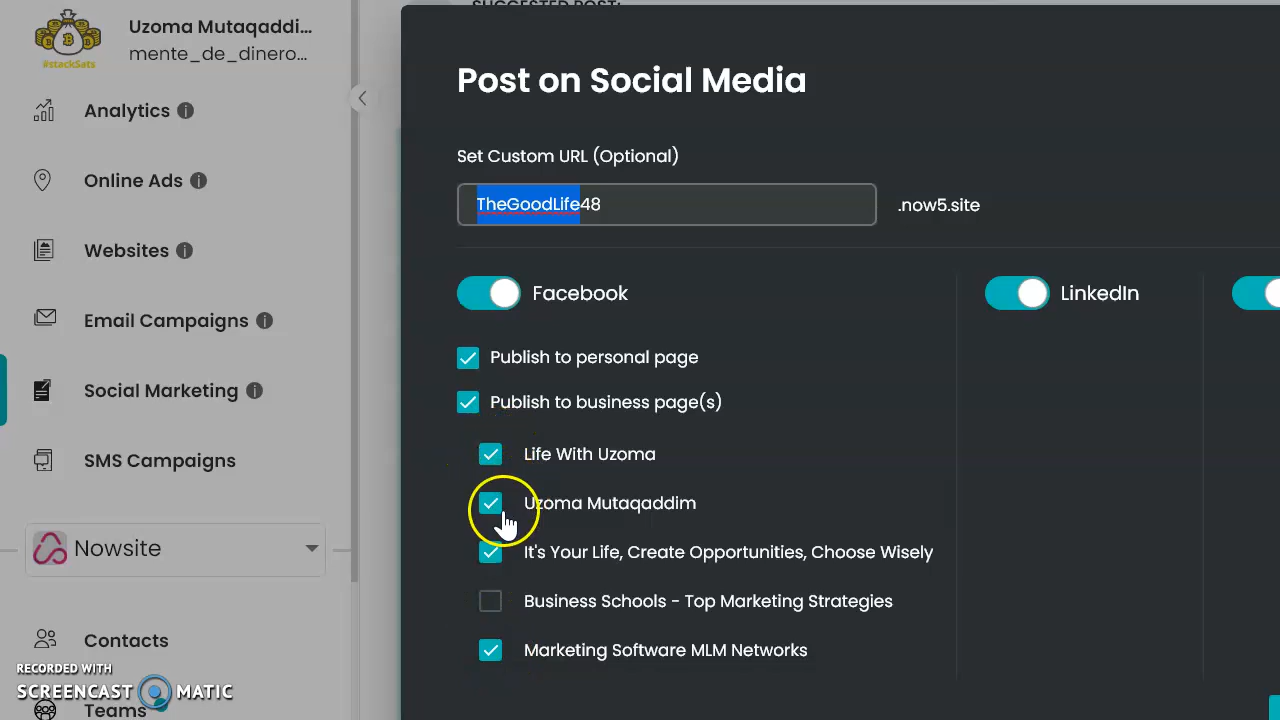 SUGGESTED POST:
Uzoma Mutaqaddi...
mente_de_dinero...
#stackSats
Analytics
Online Ads
Websites
Email Campaigns
Social Marketing
SMS Campaigns
Nowsite
Contacts
Teams
Post on Social Media
Set Custom URL (Optional)
TheGoodLife48 .now5.site
Facebook
LinkedIn
Publish to personal page
Publish to business page(s)
Life With Uzoma
Uzoma Mutaqaddim
It's Your Life, Create Opportunities, Choose Wisely
Business Schools - Top Marketing Strategies
Marketing Software MLM Networks
RECORDED WITH
SCREENCAST MATIC